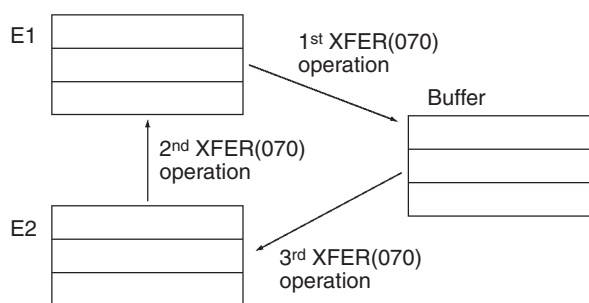 E1
1st XFER(070)
operation
Buffer
2nd XFER(070)
operation
E2
3rd XFER(070)
operation